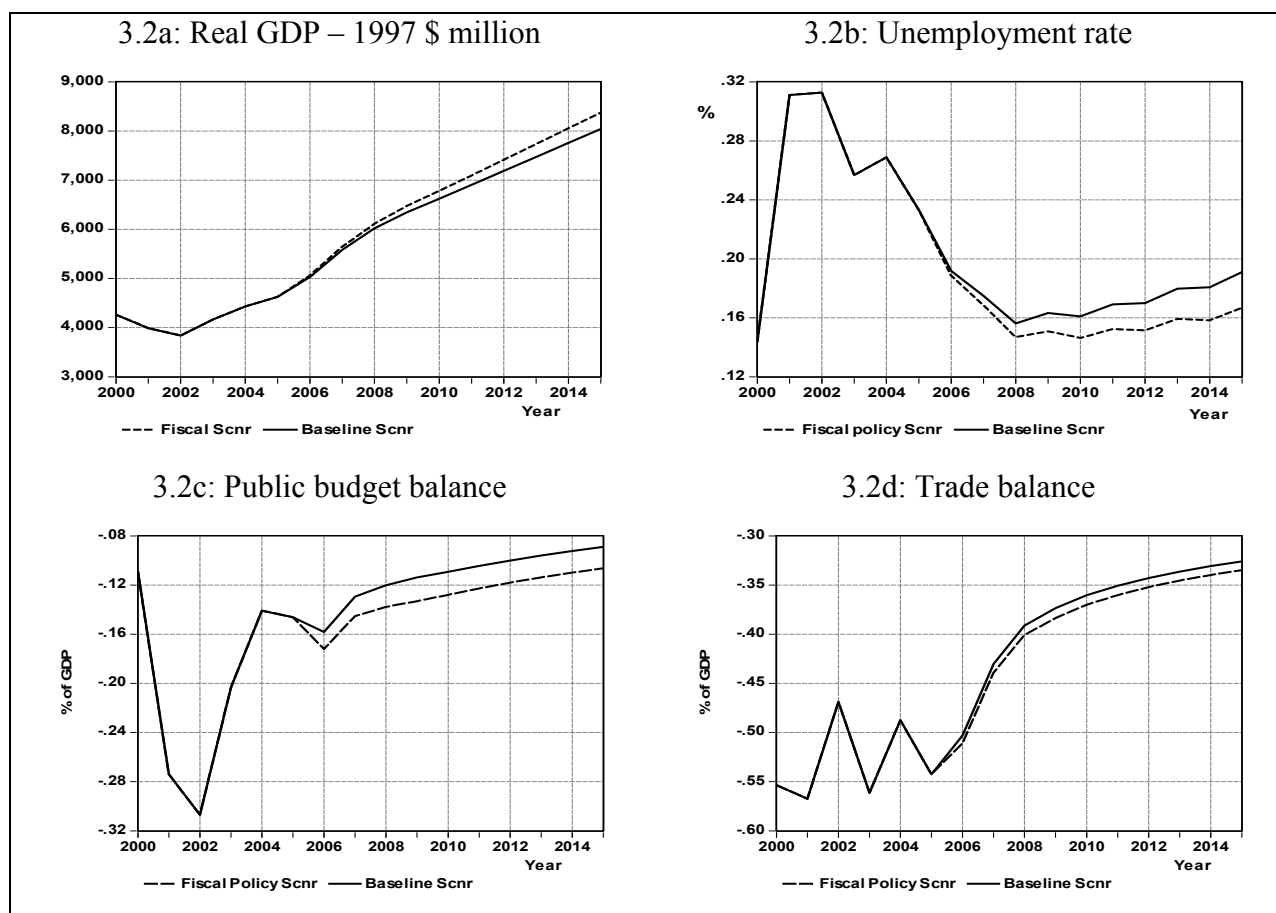 3.2a: Real GDP – 1997 $ million
9,000
8,000
7,000
6,000
5,000
4,000
3,000
2000 2002 2004 2006 2008 2010 2012 2014
Year
Fiscal Scnr Baseline Scnr
3.2b: Unemployment rate
%
.32
.28
.24
.20
.16
.12
2000 2002 2004 2006 2008 2010 2012 2014
Year
Fiscal policy Scnr Baseline Scnr
3.2c: Public budget balance
% of GDP
-.08
-.12
-.16
-.20
-.24
-.28
-.32
2000 2002 2004 2006 2008 2010 2012 2014
Year
Fiscal Policy Scnr Baseline Scnr
3.2d: Trade balance
% of GDP
-.30
-.35
-.40
-.45
-.50
-.55
-.60
2000 2002 2004 2006 2008 2010 2012 2014
Year
Fiscal Policy Scnr Baseline Scnr